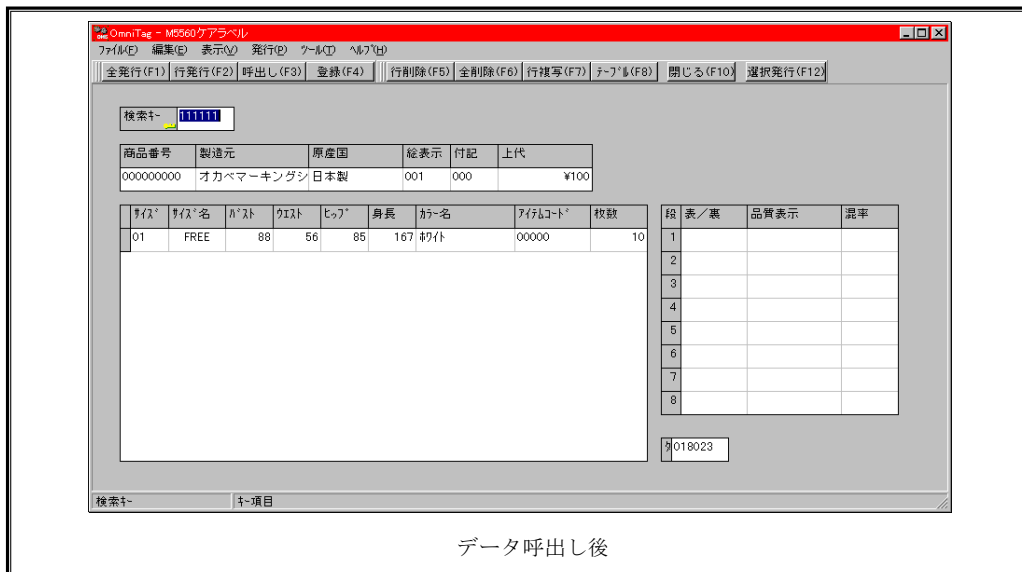 OmniTag - M5560ケアラベル
ﾌｧｲﾙ(F) 編集(E) 表示(V) 発行(P) ﾂｰﾙ(T) ﾍﾙﾌﾟ(H)
全発行(F1) 行発行(F2) 呼出し(F3) 登録(F4) 行削除(F5) 全削除(F6) 行複写(F7) ﾃｰﾌﾞﾙ(F8) 閉じる(F10) 選択発行(F12)
検索ｷｰ 111111
商品番号 製造元 原産国 絵表示 付記 上代
000000000 オカベマーキングシ 日本製 001 000 ¥100
ｻｲｽﾞ ｻｲｽﾞ名 ﾊﾞｽﾄ ｳｴｽﾄ ﾋｯﾌﾟ 身長 ｶﾗｰ名 ｱｲﾃﾑｺｰﾄﾞ 枚数
01 FREE 88 56 85 167 ﾎﾜｲﾄ 00000 10
段 表／裏 品質表示 混率
1
2
3
4
5
6
7
8
ﾀ 018023
検索ｷｰ ｷｰ項目
データ呼出し後